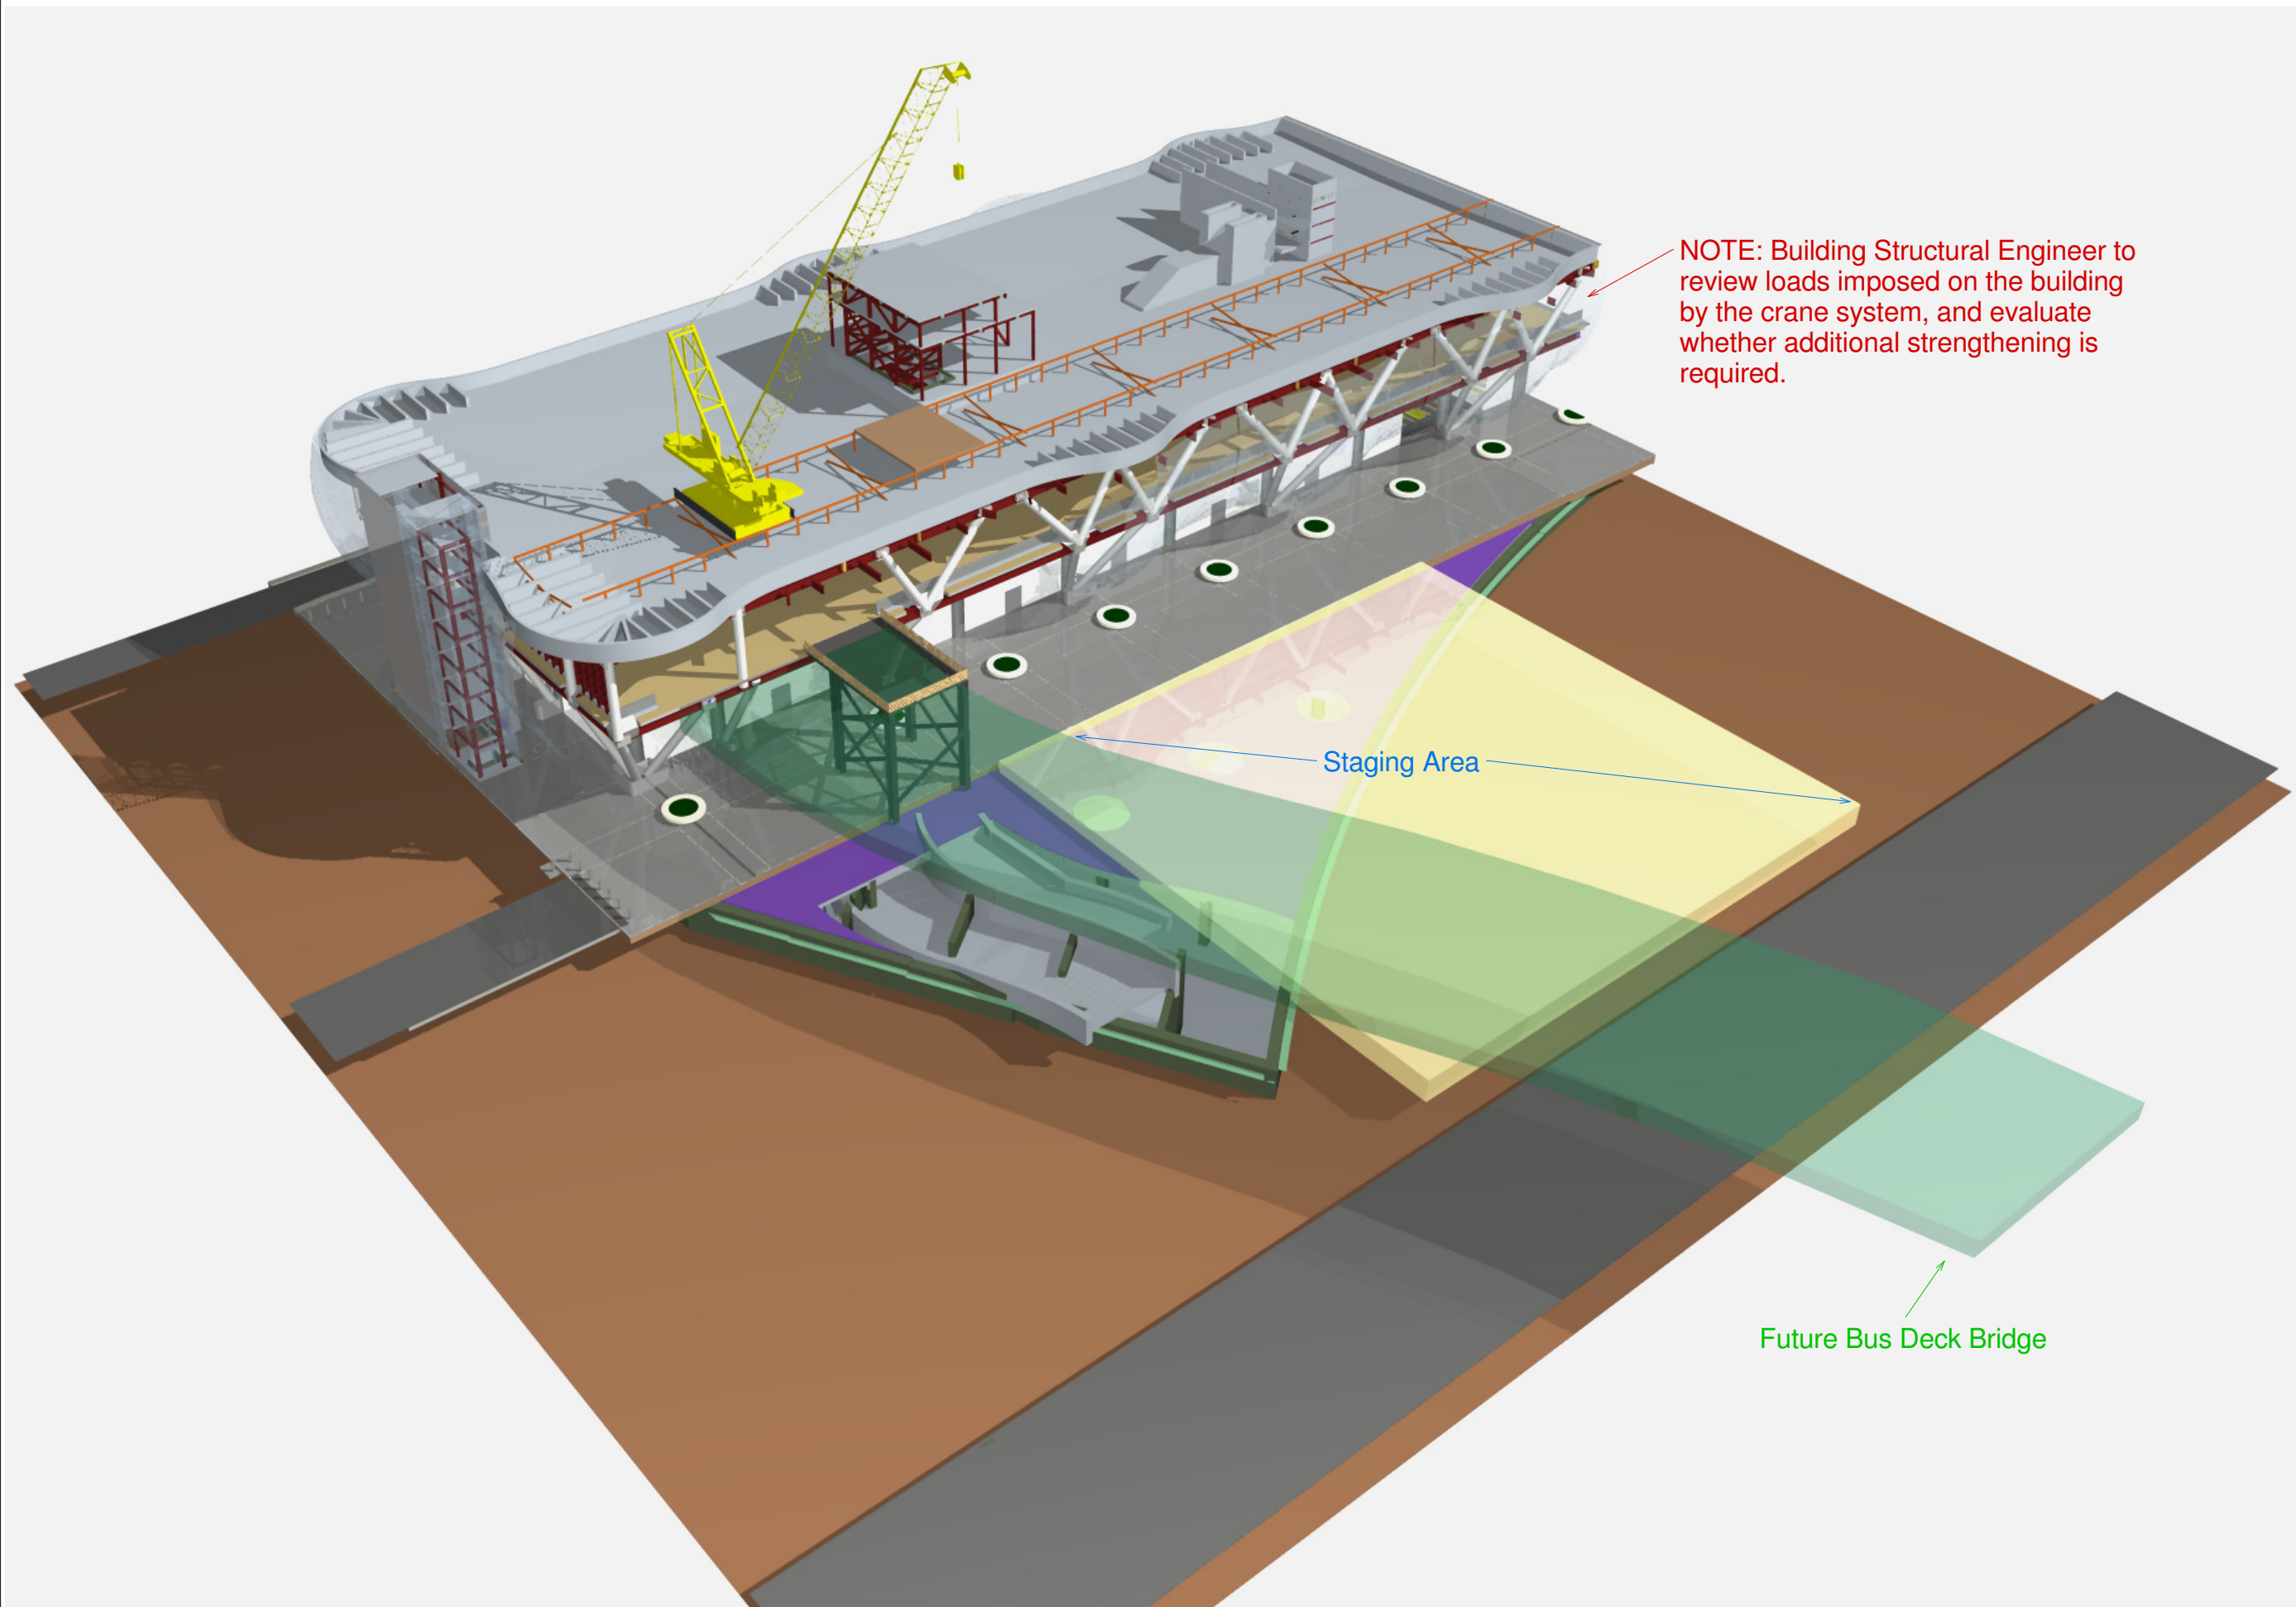 NOTE: Building Structural Engineer to
review loads imposed on the building
by the crane system, and evaluate
whether additional strengthening is
required.
Staging Area
Future Bus Deck Bridge